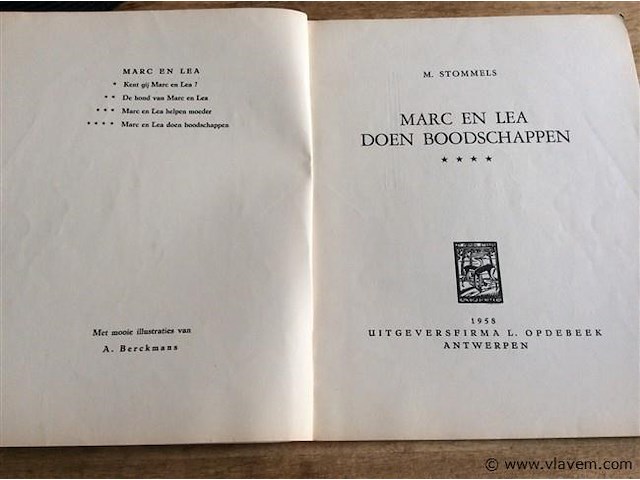 MARC EN LEA
* Kent gij Marc en Lea ?
* * De hond van Marc en Lea
* * * Marc en Lea helpen moeder
* * * * Marc en Lea doen boodschappen
Met mooie illustraties van
A. Berckmans
M. STOMMELS
MARC EN LEA
DOEN BOODSCHAPPEN
★ ★ ★ ★
1958
UITGEVERSFIRMA L. OPDEBEEK
ANTWERPEN
© www.vlavem.com